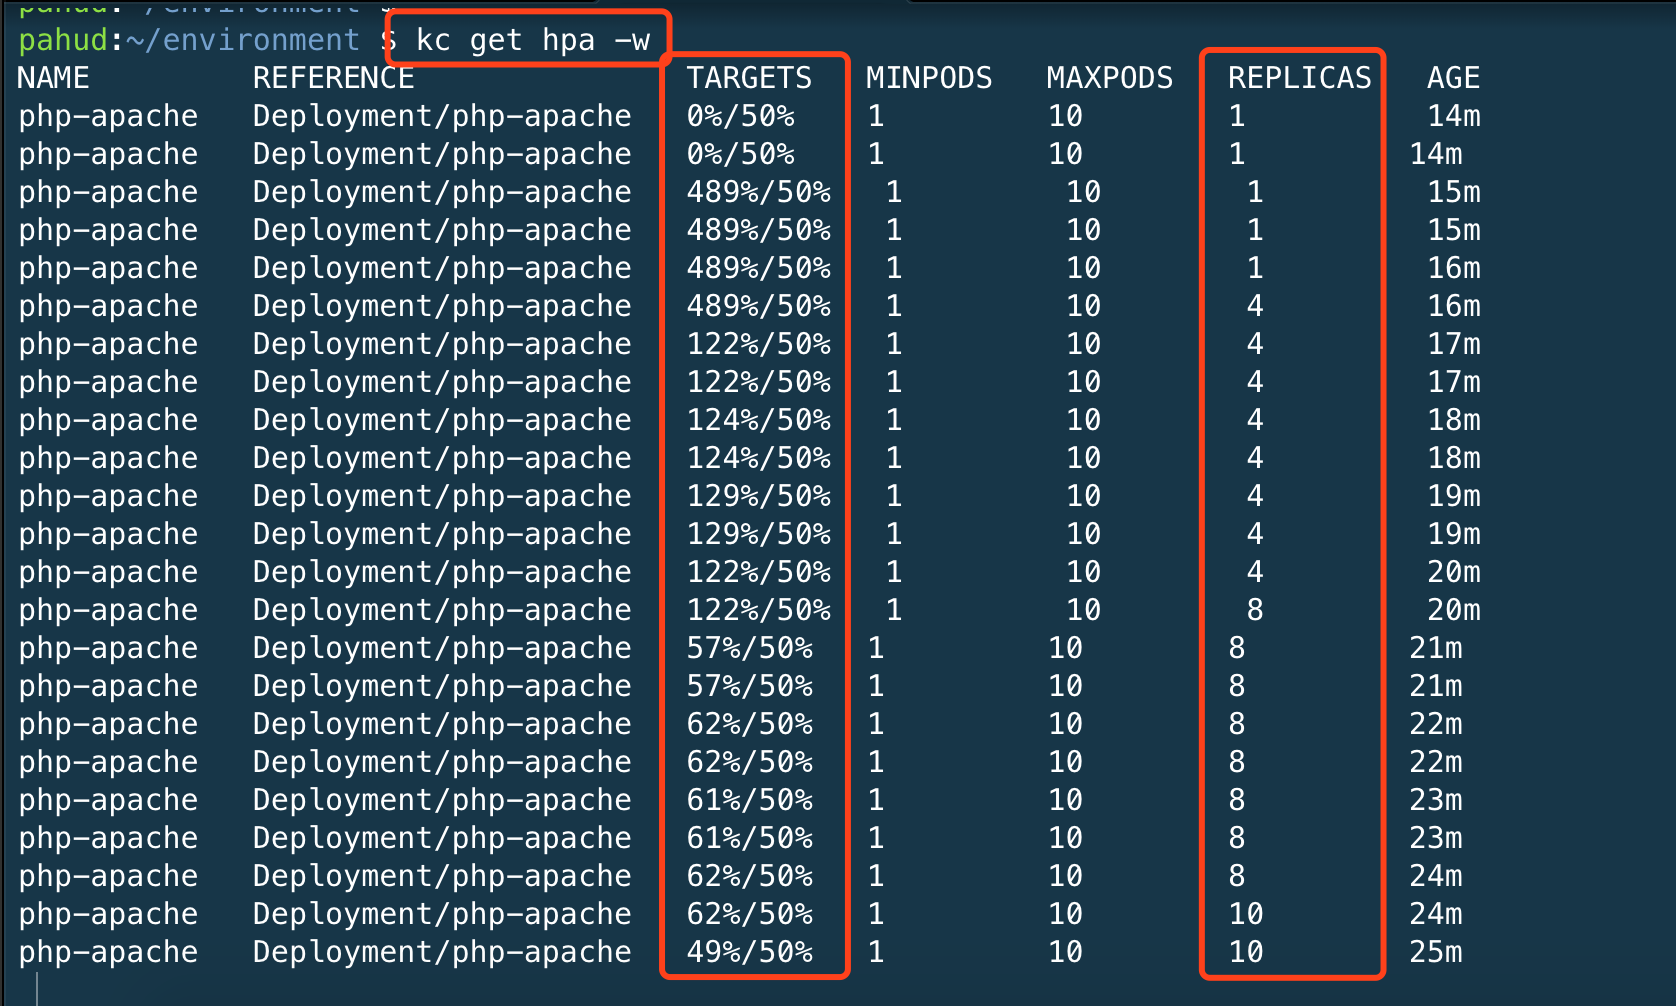 pahud:~/environment $
pahud:~/environment $ kc get hpa -w
NAME REFERENCE TARGETS MINPODS MAXPODS REPLICAS AGE
php-apache Deployment/php-apache 0%/50% 1 10 1 14m
php-apache Deployment/php-apache 0%/50% 1 10 1 14m
php-apache Deployment/php-apache 489%/50% 1 10 1 15m
php-apache Deployment/php-apache 489%/50% 1 10 1 15m
php-apache Deployment/php-apache 489%/50% 1 10 1 16m
php-apache Deployment/php-apache 489%/50% 1 10 4 16m
php-apache Deployment/php-apache 122%/50% 1 10 4 17m
php-apache Deployment/php-apache 122%/50% 1 10 4 17m
php-apache Deployment/php-apache 124%/50% 1 10 4 18m
php-apache Deployment/php-apache 124%/50% 1 10 4 18m
php-apache Deployment/php-apache 129%/50% 1 10 4 19m
php-apache Deployment/php-apache 129%/50% 1 10 4 19m
php-apache Deployment/php-apache 122%/50% 1 10 4 20m
php-apache Deployment/php-apache 122%/50% 1 10 8 20m
php-apache Deployment/php-apache 57%/50% 1 10 8 21m
php-apache Deployment/php-apache 57%/50% 1 10 8 21m
php-apache Deployment/php-apache 62%/50% 1 10 8 22m
php-apache Deployment/php-apache 62%/50% 1 10 8 22m
php-apache Deployment/php-apache 61%/50% 1 10 8 23m
php-apache Deployment/php-apache 61%/50% 1 10 8 23m
php-apache Deployment/php-apache 62%/50% 1 10 8 24m
php-apache Deployment/php-apache 62%/50% 1 10 10 24m
php-apache Deployment/php-apache 49%/50% 1 10 10 25m